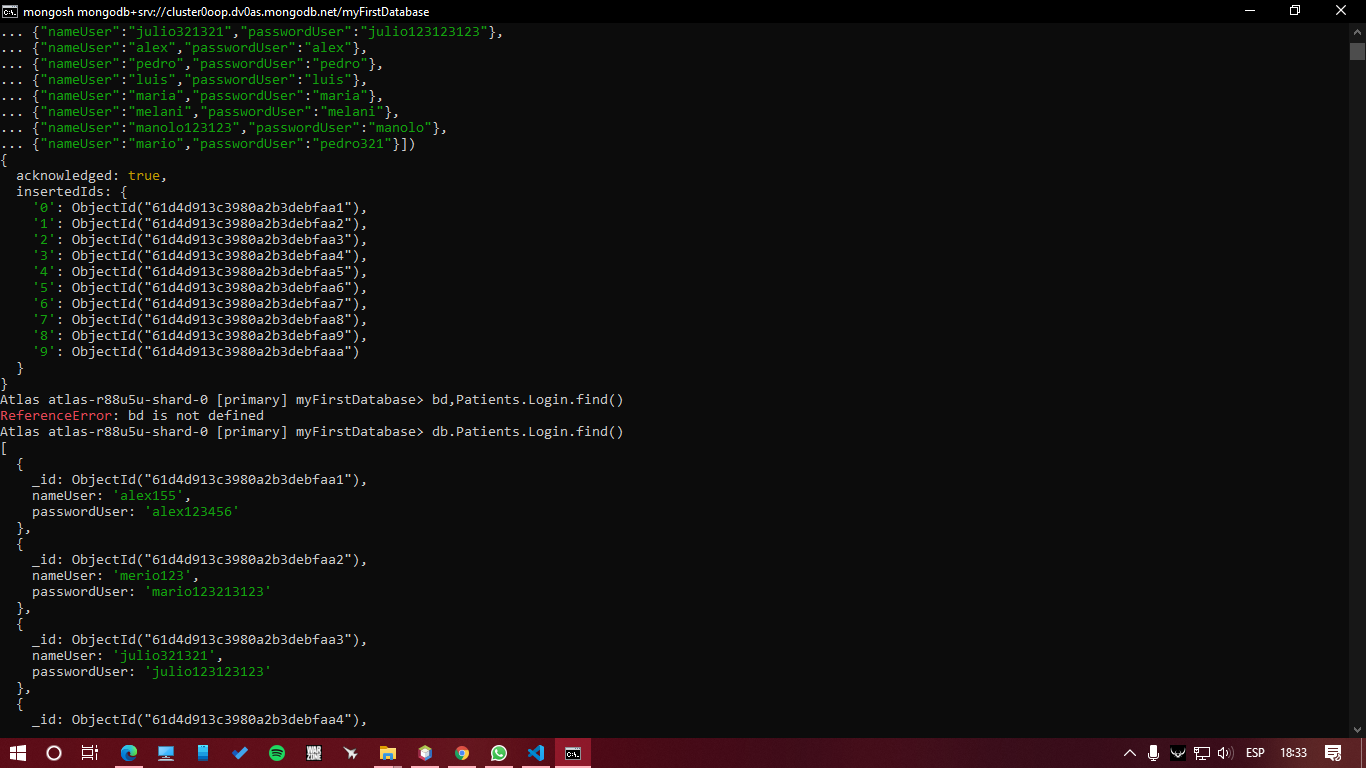 mongosh mongodb+srv://cluster0oop.dv0as.mongodb.net/myFirstDatabase
... {"nameUser":"julio321321","passwordUser":"julio123123123"},
... {"nameUser":"alex","passwordUser":"alex"},
... {"nameUser":"pedro","passwordUser":"pedro"},
... {"nameUser":"luis","passwordUser":"luis"},
... {"nameUser":"maria","passwordUser":"maria"},
... {"nameUser":"melani","passwordUser":"melani"},
... {"nameUser":"manolo123123","passwordUser":"manolo"},
... {"nameUser":"mario","passwordUser":"pedro321"}])
{
  acknowledged: true,
  insertedIds: {
    '0': ObjectId("61d4d913c3980a2b3debfaa1"),
    '1': ObjectId("61d4d913c3980a2b3debfaa2"),
    '2': ObjectId("61d4d913c3980a2b3debfaa3"),
    '3': ObjectId("61d4d913c3980a2b3debfaa4"),
    '4': ObjectId("61d4d913c3980a2b3debfaa5"),
    '5': ObjectId("61d4d913c3980a2b3debfaa6"),
    '6': ObjectId("61d4d913c3980a2b3debfaa7"),
    '7': ObjectId("61d4d913c3980a2b3debfaa8"),
    '8': ObjectId("61d4d913c3980a2b3debfaa9"),
    '9': ObjectId("61d4d913c3980a2b3debfaaa")
  }
}
Atlas atlas-r88u5u-shard-0 [primary] myFirstDatabase> bd,Patients.Login.find()
ReferenceError: bd is not defined
Atlas atlas-r88u5u-shard-0 [primary] myFirstDatabase> db.Patients.Login.find()
[
  {
    _id: ObjectId("61d4d913c3980a2b3debfaa1"),
    nameUser: 'alex155',
    passwordUser: 'alex123456'
  },
  {
    _id: ObjectId("61d4d913c3980a2b3debfaa2"),
    nameUser: 'merio123',
    passwordUser: 'mario123213123'
  },
  {
    _id: ObjectId("61d4d913c3980a2b3debfaa3"),
    nameUser: 'julio321321',
    passwordUser: 'julio123123123'
  },
  {
    _id: ObjectId("61d4d913c3980a2b3debfaa4"),
WAR
ZONE
ESP
18:33